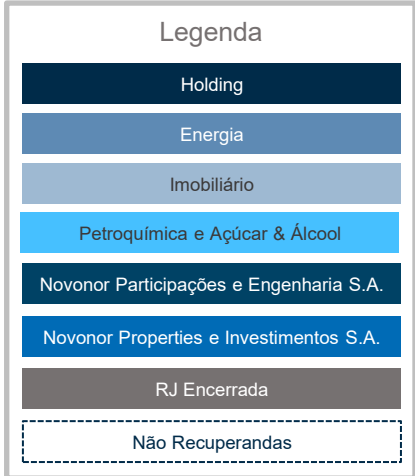 Legenda
Holding
Energia
Imobiliário
Petroquímica e Açúcar & Álcool
Novonor Participações e Engenharia S.A.
Novonor Properties e Investimentos S.A.
RJ Encerrada
Não Recuperandas